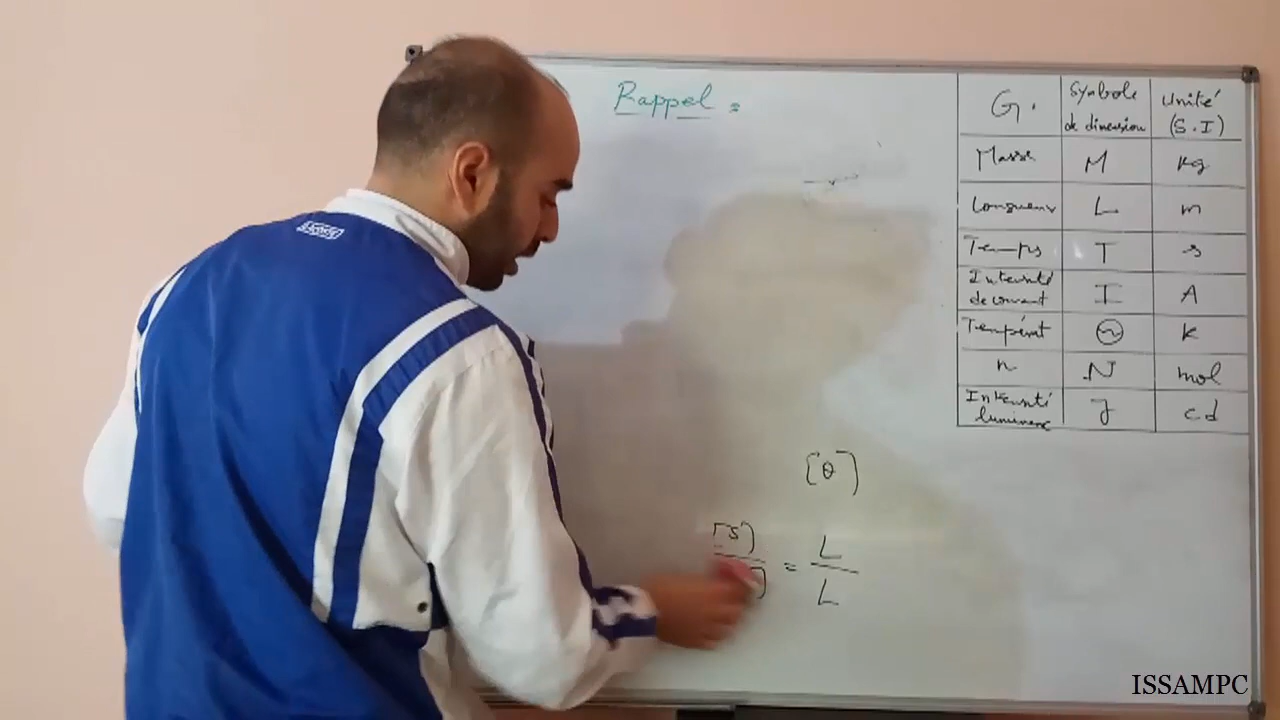 Rappel :
G. Symbole de dimension Unité (S.I)
Masse M kg
Longueur L m
Temps T s
Intensité de courant I A
Températ Θ K
n N mol
Intensité lumineuse J cd
[θ]
[S] = L
L
ISSAMPC